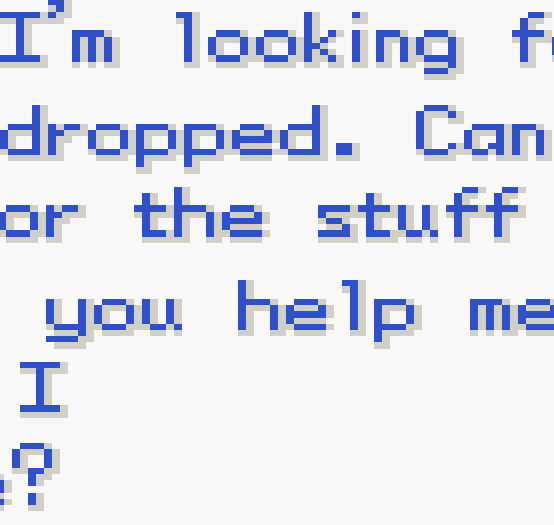 I'm looking f
dropped. Can
or the stuff
you help me
I
?